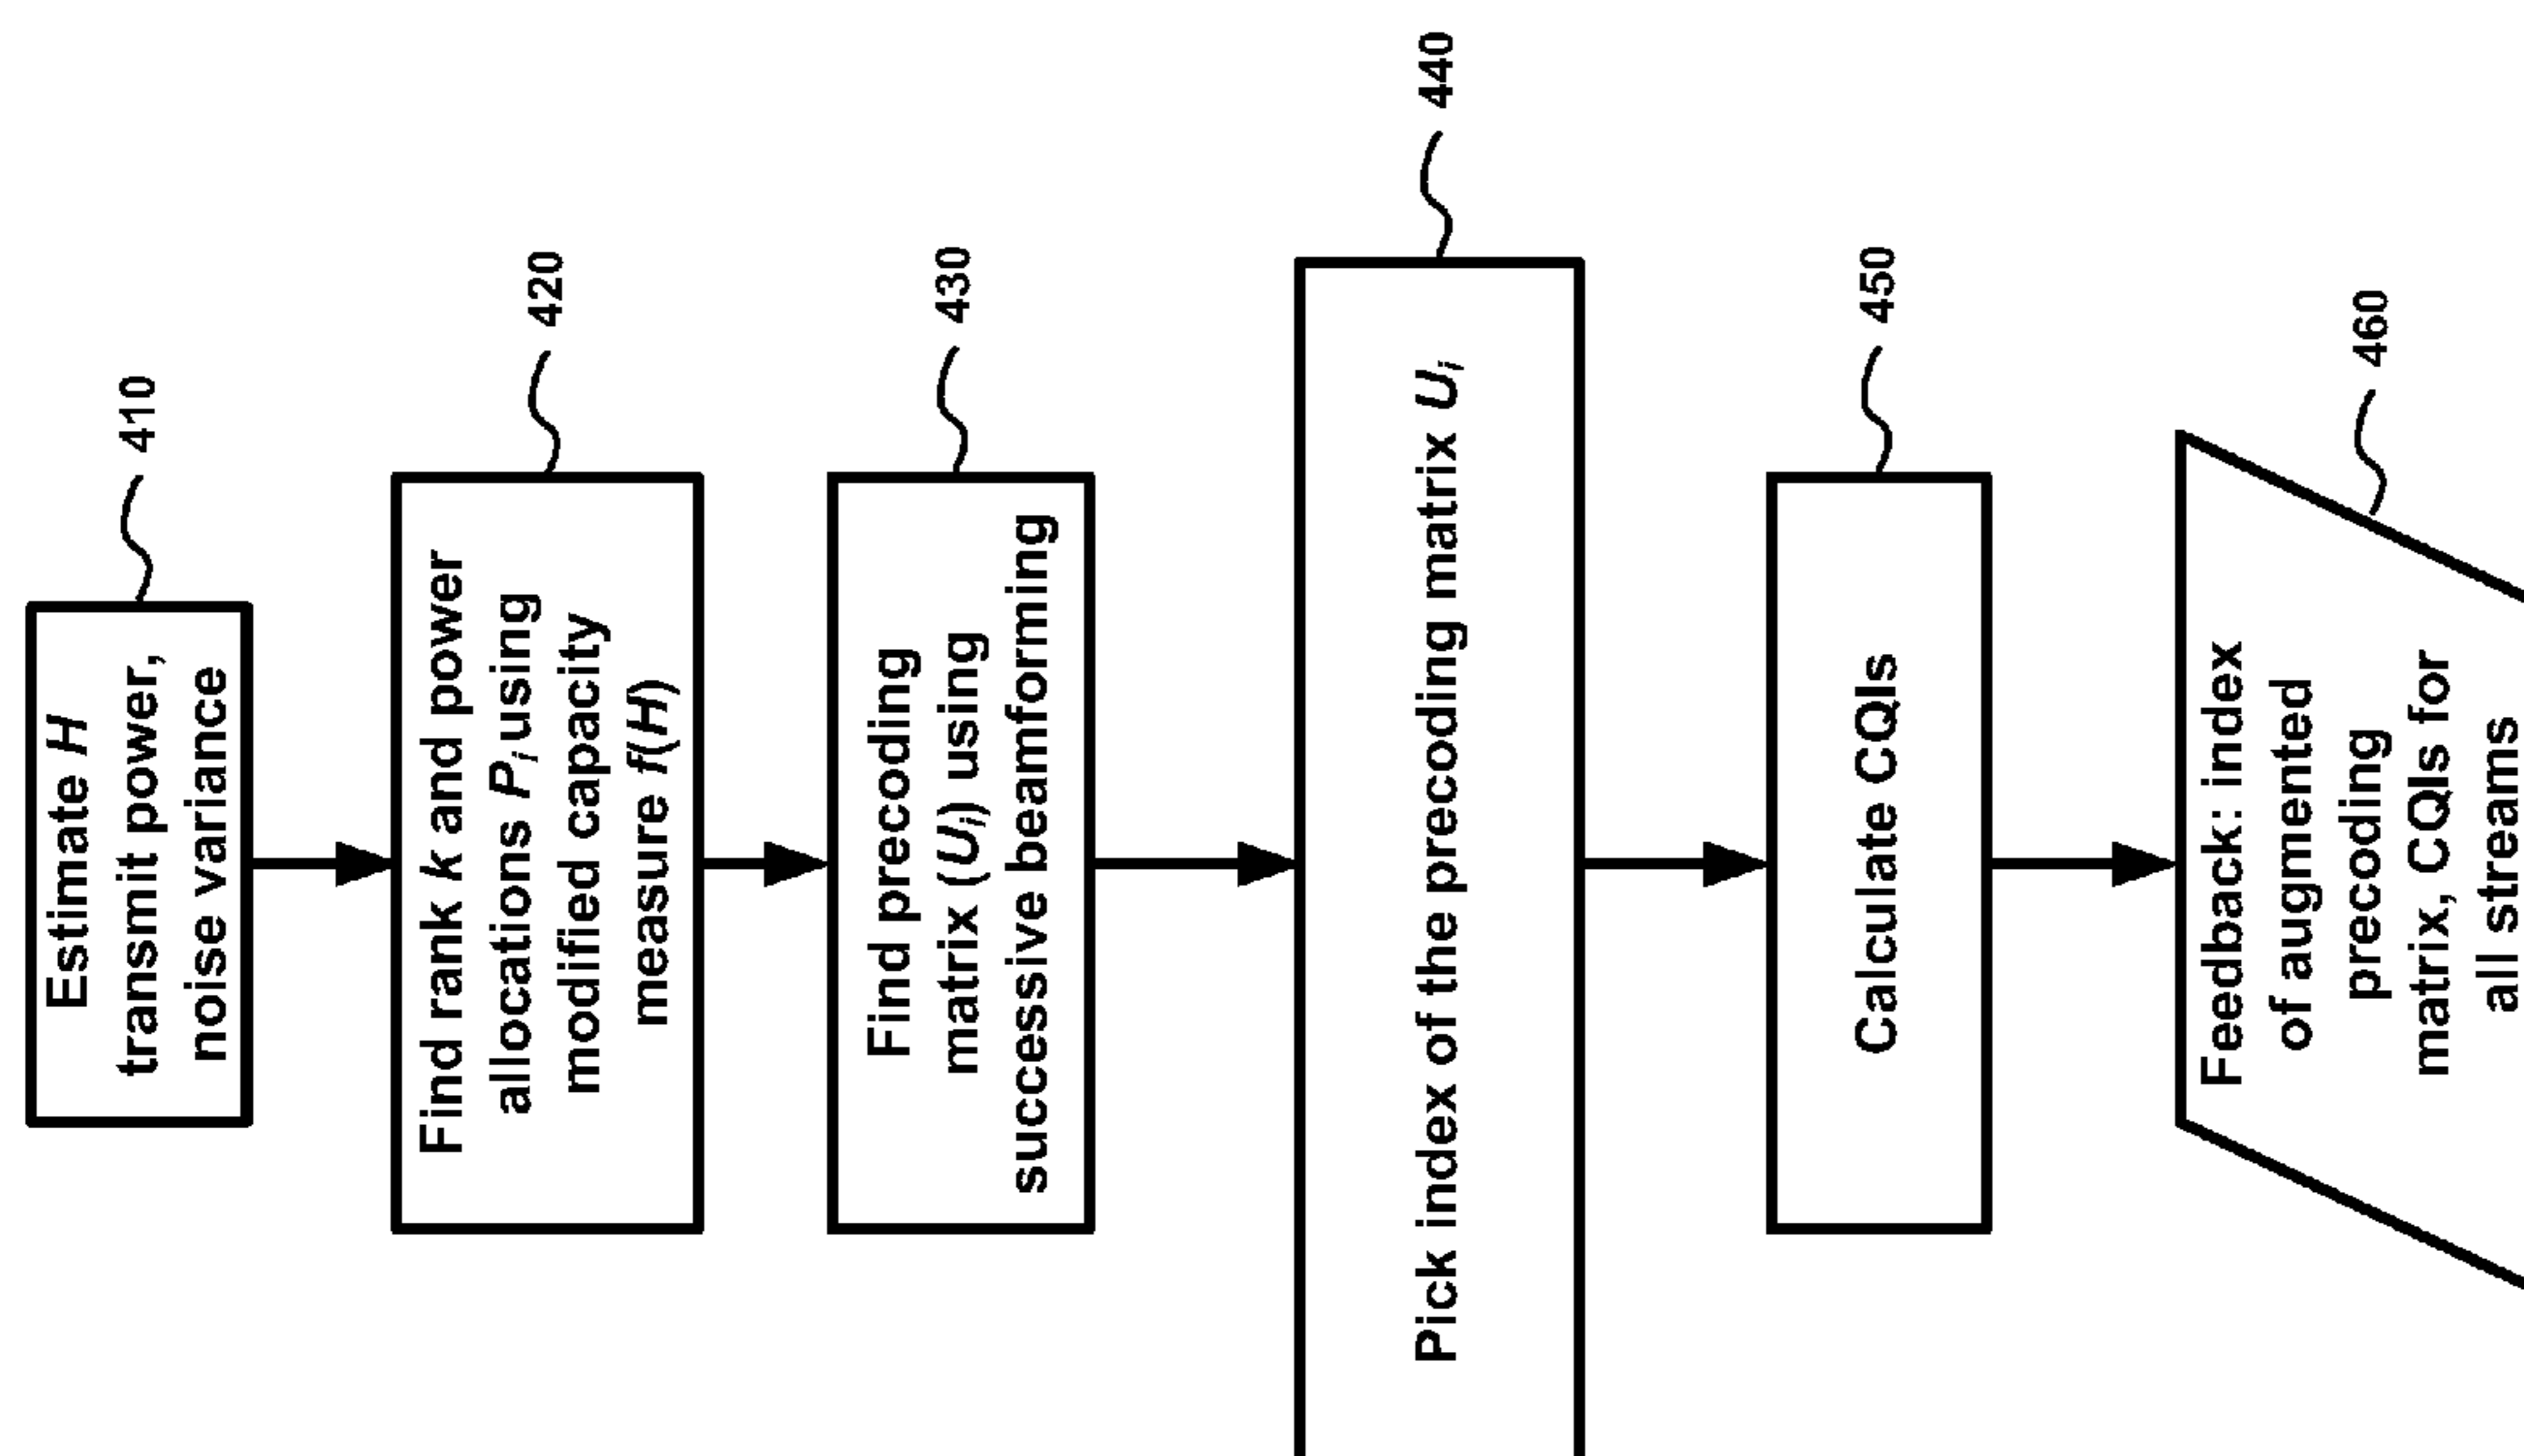 Estimate H
transmit power,
noise variance
410
Find rank k and power
allocations Pᵢ using
modified capacity
measure f(H)
420
Find precoding
matrix (Uᵢ) using
successive beamforming
430
Pick index of the precoding matrix Uᵢ
440
Calculate CQIs
450
Feedback: index
of augmented
precoding
matrix, CQIs for
all streams
460